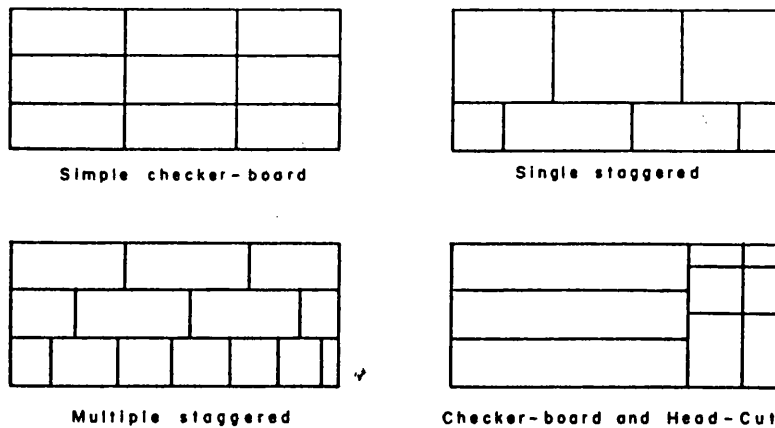 Simple checker-board
Single staggered
Multiple staggered
Checker-board and Head-Cut